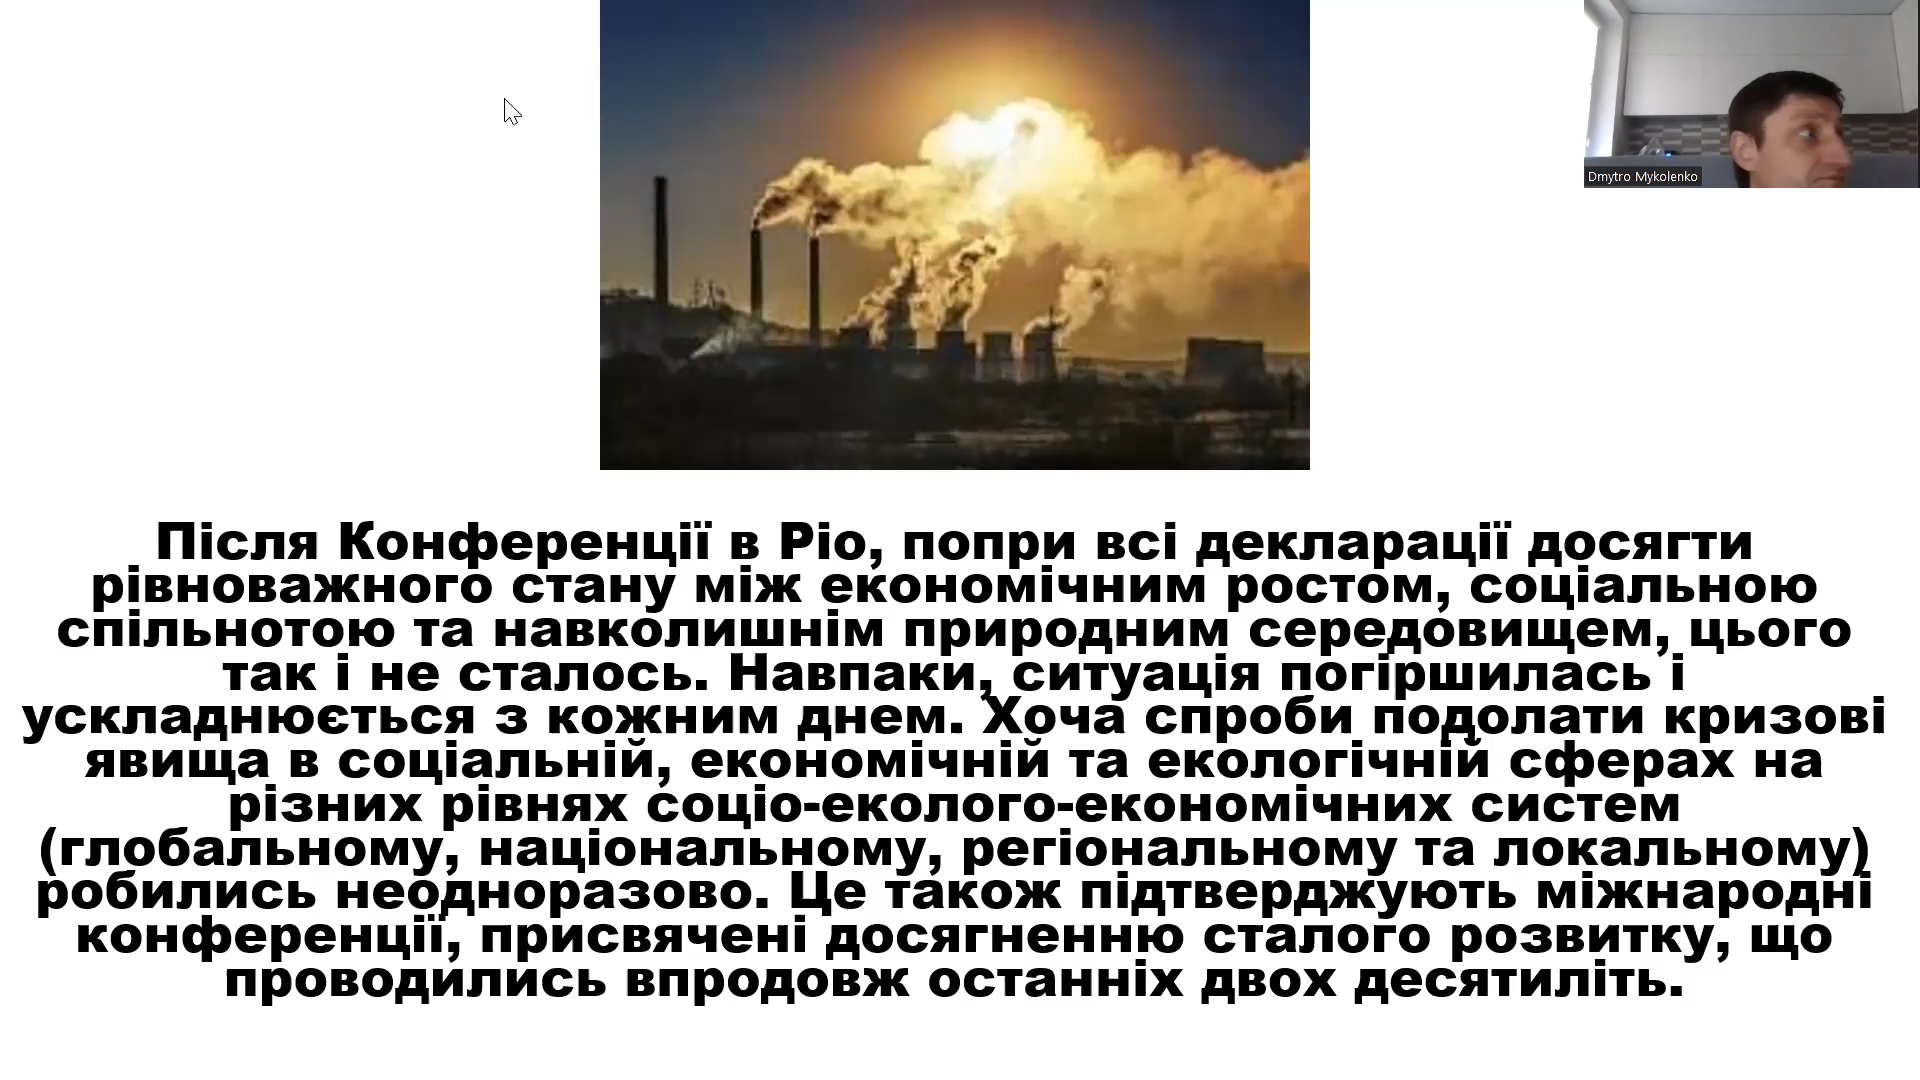 Dmytro Mykolenko
Після Конференції в Ріо, попри всі декларації досягти
рівноважного стану між економічним ростом, соціальною
спільнотою та навколишнім природним середовищем, цього
так і не сталось. Навпаки, ситуація погіршилась і
ускладнюється з кожним днем. Хоча спроби подолати кризові
явища в соціальній, економічній та екологічній сферах на
різних рівнях соціо-еколого-економічних систем
(глобальному, національному, регіональному та локальному)
робились неодноразово. Це також підтверджують міжнародні
конференції, присвячені досягненню сталого розвитку, що
проводились впродовж останніх двох десятиліть.